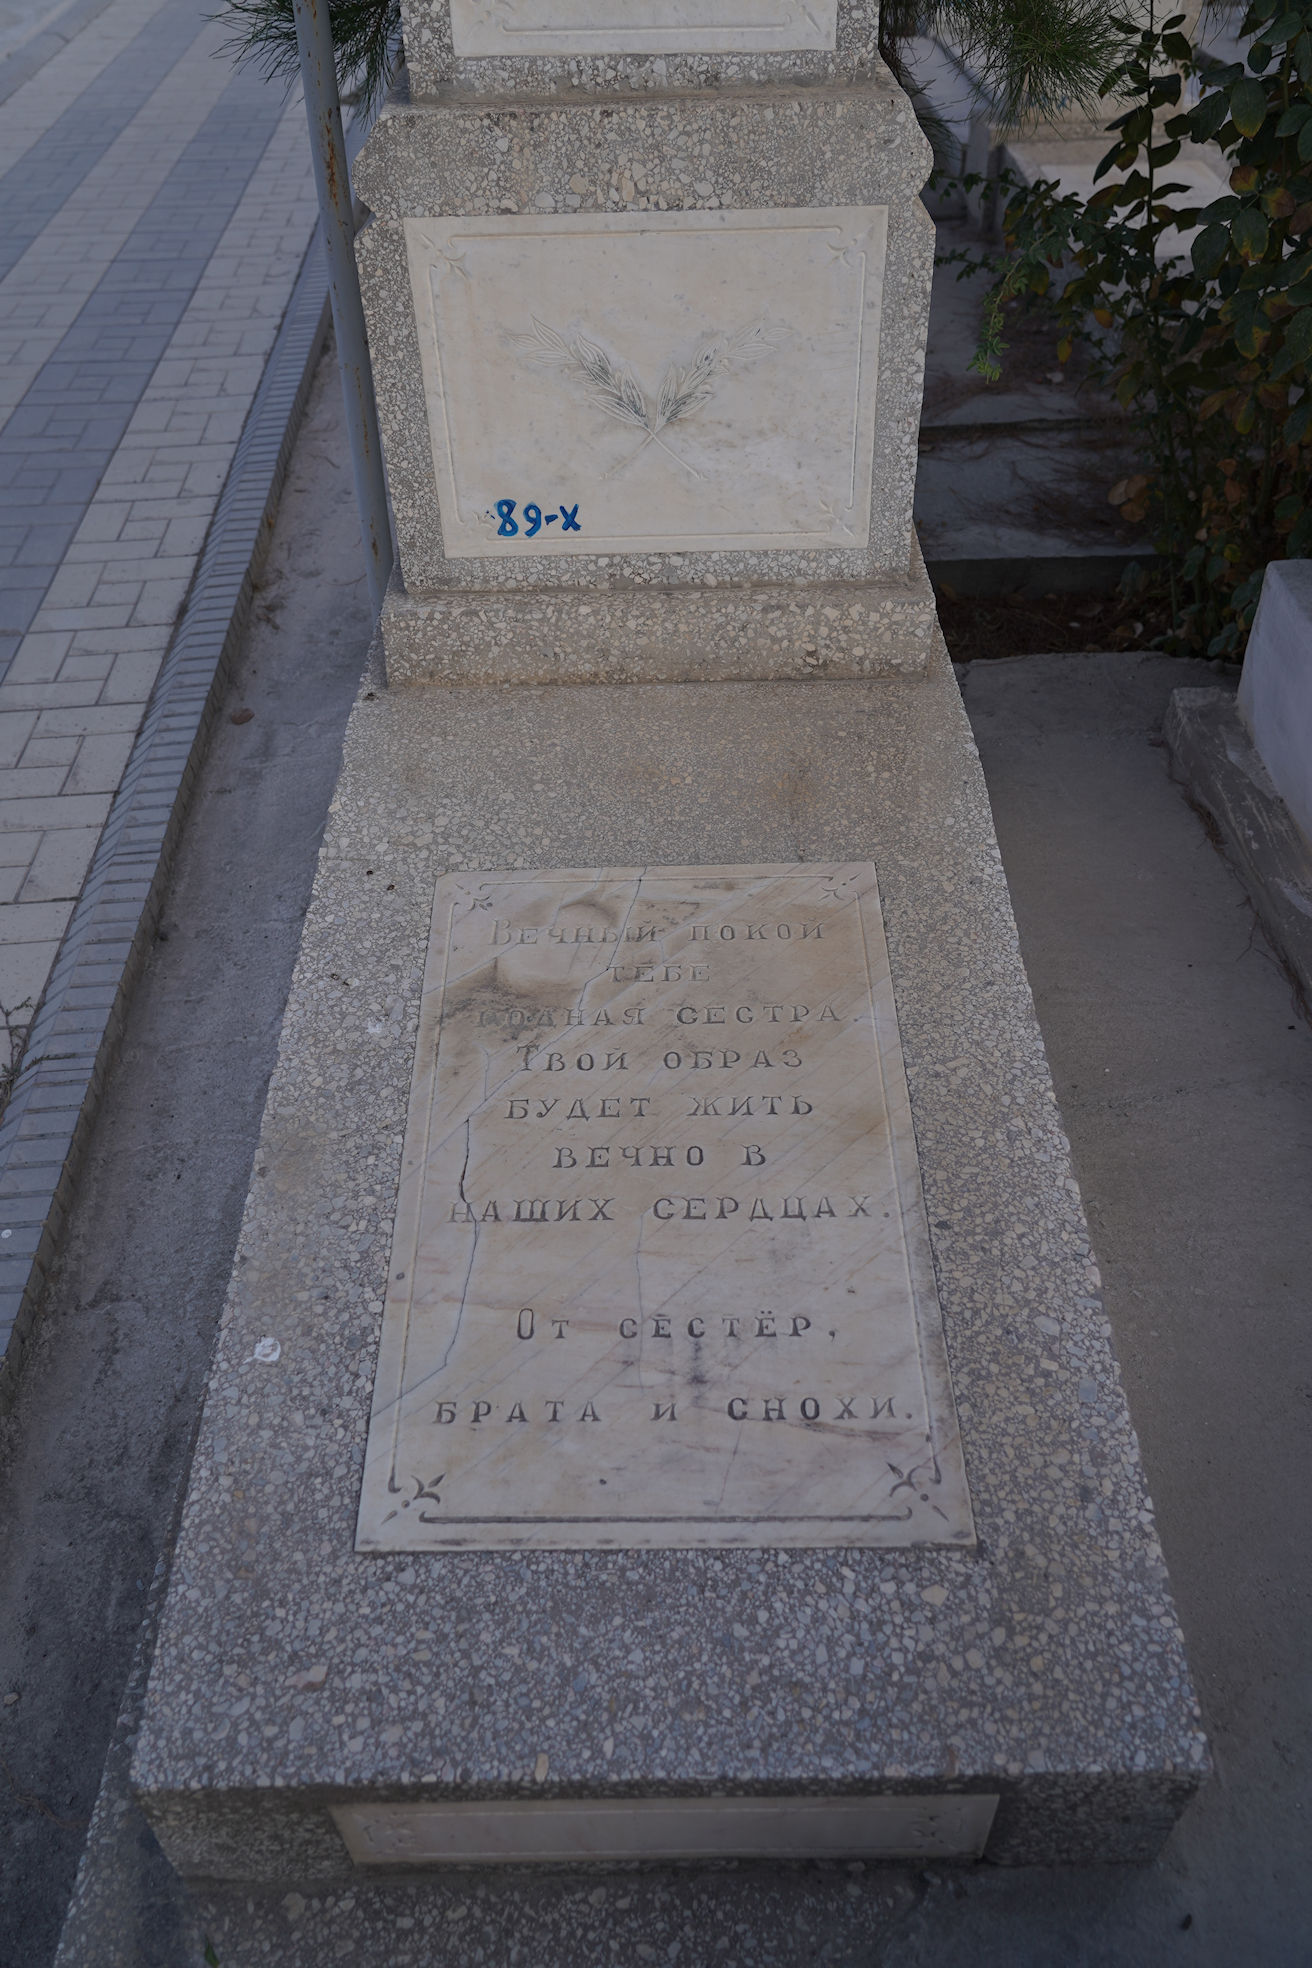 89-X
Вечный покой
тебе
родная сестра.
Твой образ
будет жить
вечно в
наших сердцах.
От сестёр,
брата и снохи.